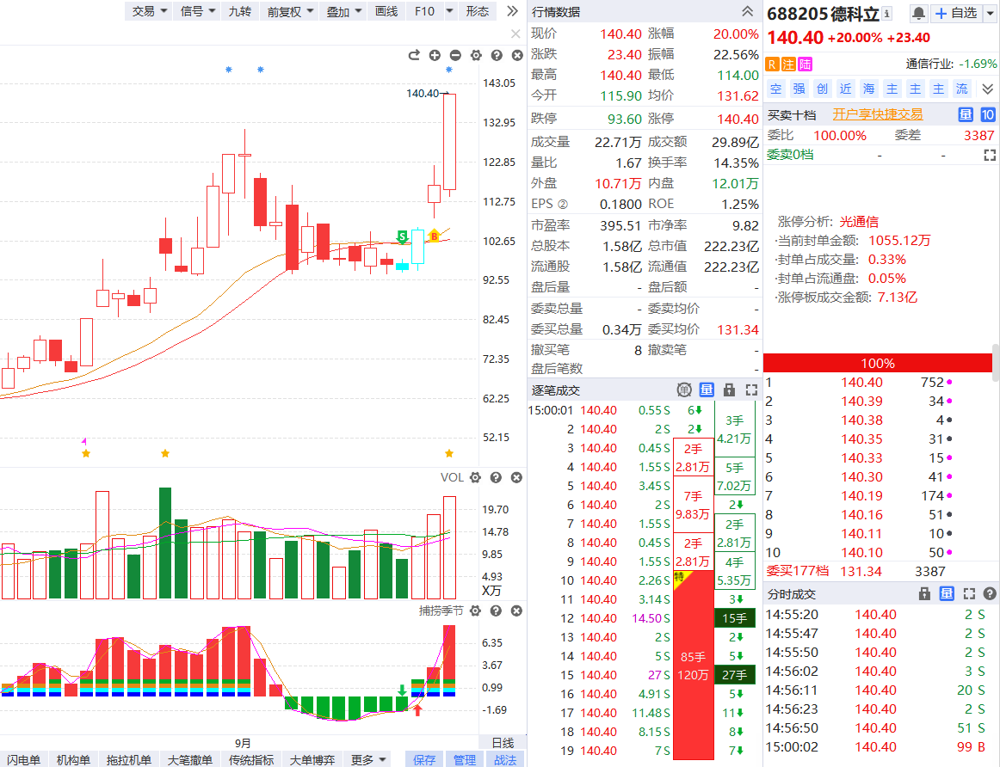 交易 信号 九转 前复权 叠加 画线 F10 形态
140.40
143.05
132.95
122.85
112.75
102.65
92.55
82.45
72.35
62.25
52.15
S
B
VOL
19.70
14.78
9.85
4.93
X万
捕捞季节
6.35
3.67
0.99
-1.69
9月 日线
闪电单 机构单 拖拉机单 大笔撤单 传统指标 大单博弈 更多 保存 管理 战法
行情数据
现价 140.40 涨幅 20.00%
涨跌 23.40 振幅 22.56%
最高 140.40 最低 114.00
今开 115.90 均价 131.62
跌停 93.60 涨停 140.40
成交量 22.71万 成交额 29.89亿
量比 1.67 换手率 14.35%
外盘 10.71万 内盘 12.01万
EPS ② 0.1800 ROE 1.25%
市盈率 395.51 市净率 9.82
总股本 1.58亿 总市值 222.23亿
流通股 1.58亿 流通值 222.23亿
盘后量 - 盘后额 -
委卖总量 - 委卖均价 -
委买总量 0.34万 委买均价 131.34
撤买笔 8 撤卖笔 -
盘后笔数 -
逐笔成交 单 量
15:00:01 140.40 0.55 S 6
2 140.40 2 S 2
3 140.40 0.45 S
4 140.40 1.55 S
5 140.40 3.45 S
6 140.40 2 S
7 140.40 1.55 S
8 140.40 0.45 S
9 140.40 1.55 S
10 140.40 2.26 S
11 140.40 3.14 S
12 140.40 14.50 S
13 140.40 2 S
14 140.40 5 S
15 140.40 27 S
16 140.40 4.91 S 5
17 140.40 11.48 S 11
18 140.40 8.15 S 8
19 140.40 7 S 7
2手
2.81万
7手
9.83万
2手
2.81万
特
85手
120万
3手
4.21万
5手
7.02万
2
2手
2.81万
4手
5.35万
3
15手
2
5
27手
688205 德科立 自选
140.40 +20.00% +23.40
R 注 陆 通信行业: -1.69%
空 强 创 近 海 主 主 主 流
买卖十档 开户享快捷交易 量 10
委比 100.00% 委差 3387
委卖0档 - -
涨停分析: 光通信
·当前封单金额: 1055.12万
·封单占成交量: 0.33%
·封单占流通盘: 0.05%
·涨停板成交金额: 7.13亿
100%
1 140.40 752
2 140.39 34
3 140.38 4
4 140.35 31
5 140.33 15
6 140.30 41
7 140.19 174
8 140.16 51
9 140.11 10
10 140.10 50
委买177档 131.34 3387
分时成交 量
14:55:20 140.40 2 S
14:55:47 140.40 2 S
14:55:50 140.40 2 S
14:56:02 140.40 3 S
14:56:11 140.40 20 S
14:56:23 140.40 2 S
14:56:50 140.40 51 S
15:00:02 140.40 99 B